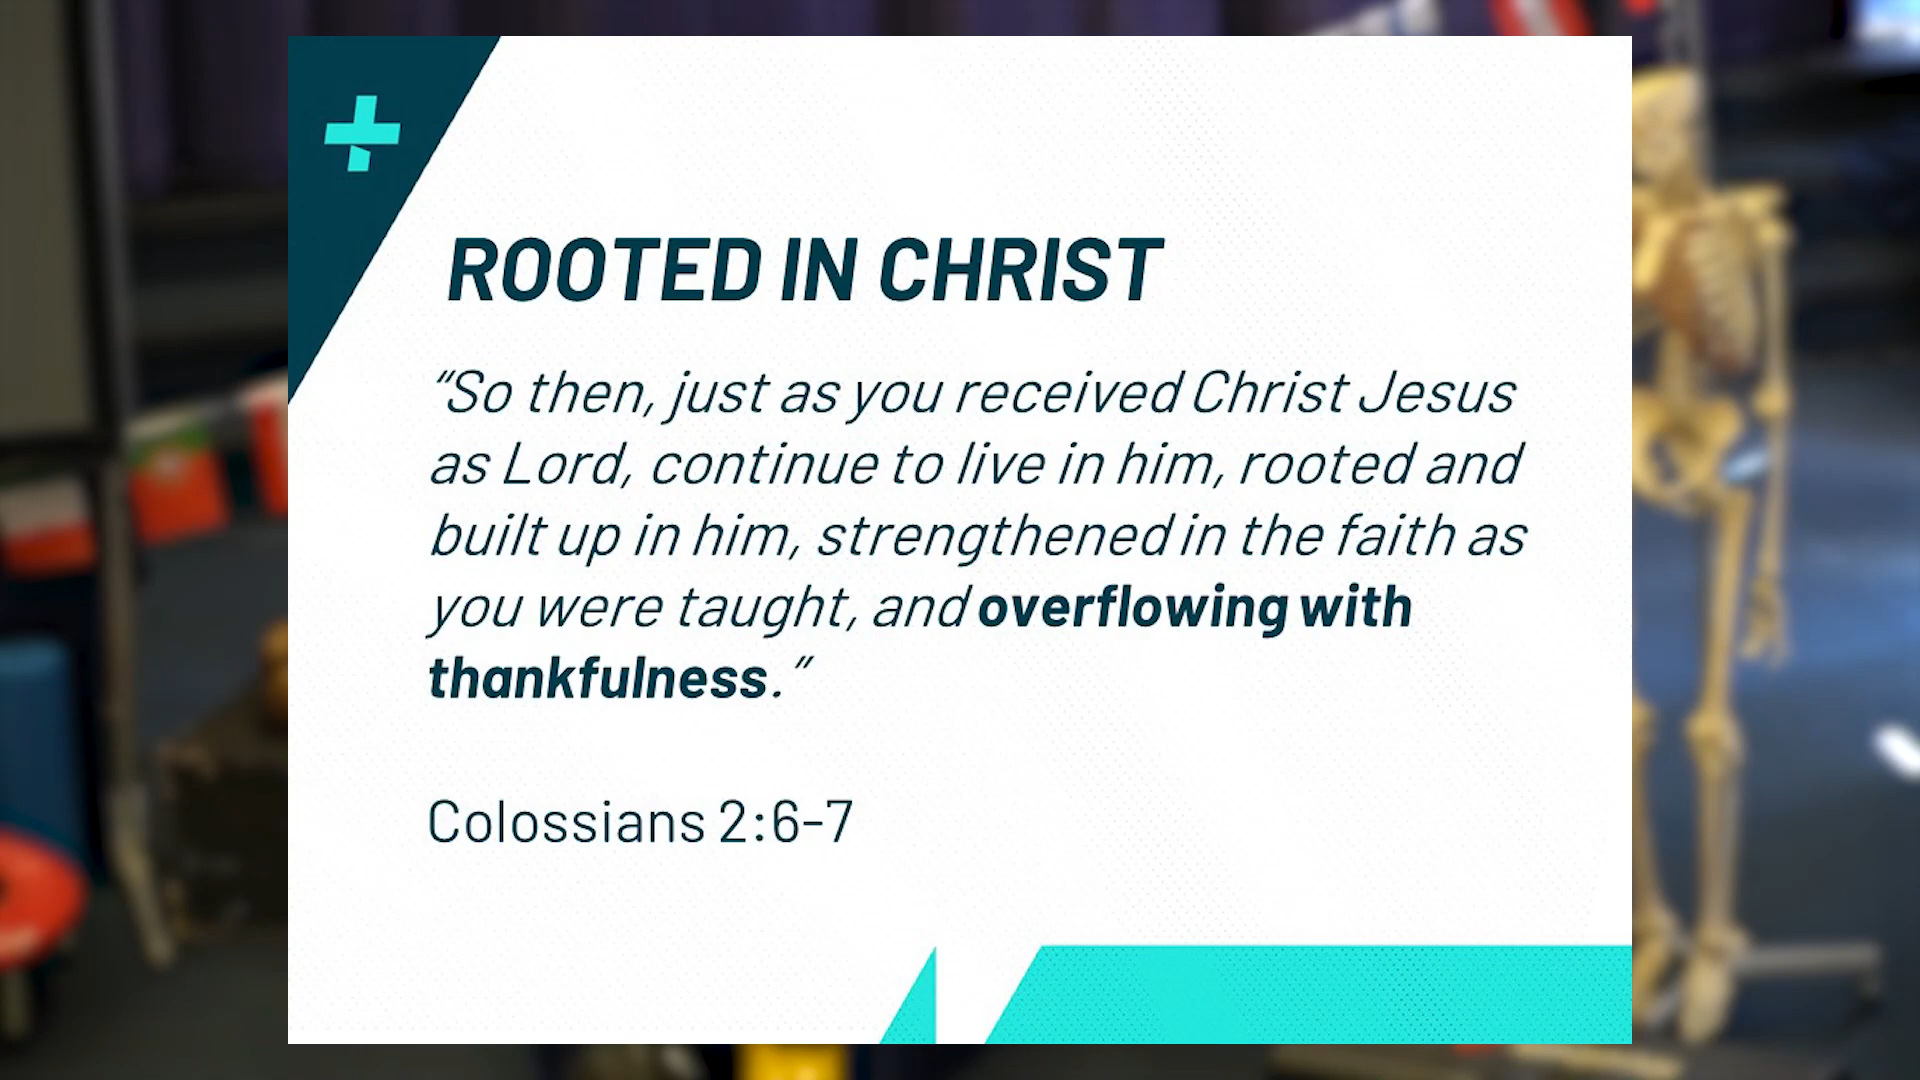 ROOTED IN CHRIST
“So then, just as you received Christ Jesus
as Lord, continue to live in him, rooted and
built up in him, strengthened in the faith as
you were taught, and overflowing with
thankfulness.”
Colossians 2:6-7